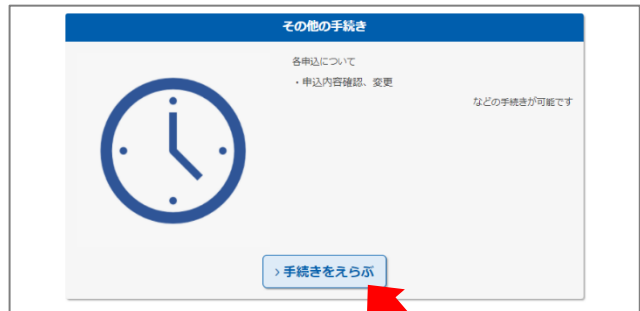 その他の手続き
各申込について
・申込内容確認、変更
などの手続きが可能です
›手続きをえらぶ